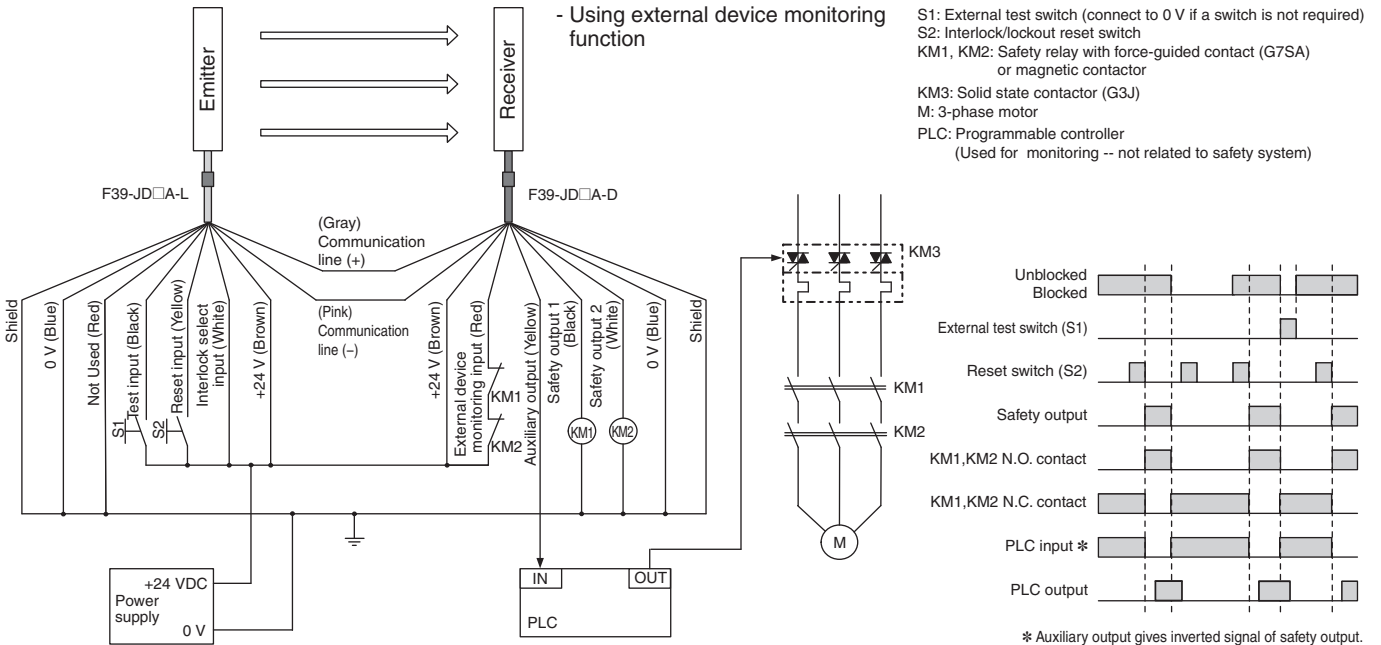 - Using external device monitoring
function
S1: External test switch (connect to 0 V if a switch is not required)
S2: Interlock/lockout reset switch
KM1, KM2: Safety relay with force-guided contact (G7SA)
or magnetic contactor
KM3: Solid state contactor (G3J)
M: 3-phase motor
PLC: Programmable controller
(Used for monitoring -- not related to safety system)
Emitter
Receiver
F39-JD□A-L
F39-JD□A-D
(Gray)
Communication
line (+)
(Pink)
Communication
line (−)
Shield
0 V (Blue)
Not Used (Red)
Test input (Black)
Reset input (Yellow)
Interlock select
input (White)
+24 V (Brown)
S1
S2
+24 V (Brown)
External device
monitoring input (Red)
KM1
KM2
Auxiliary output (Yellow)
Safety output 1
(Black)
Safety output 2
(White)
0 V (Blue)
Shield
KM1
KM2
+24 VDC
Power
supply
0 V
IN
OUT
PLC
KM3
KM1
KM2
M
Unblocked
Blocked
External test switch (S1)
Reset switch (S2)
Safety output
KM1,KM2 N.O. contact
KM1,KM2 N.C. contact
PLC input ✻
PLC output
✻ Auxiliary output gives inverted signal of safety output.